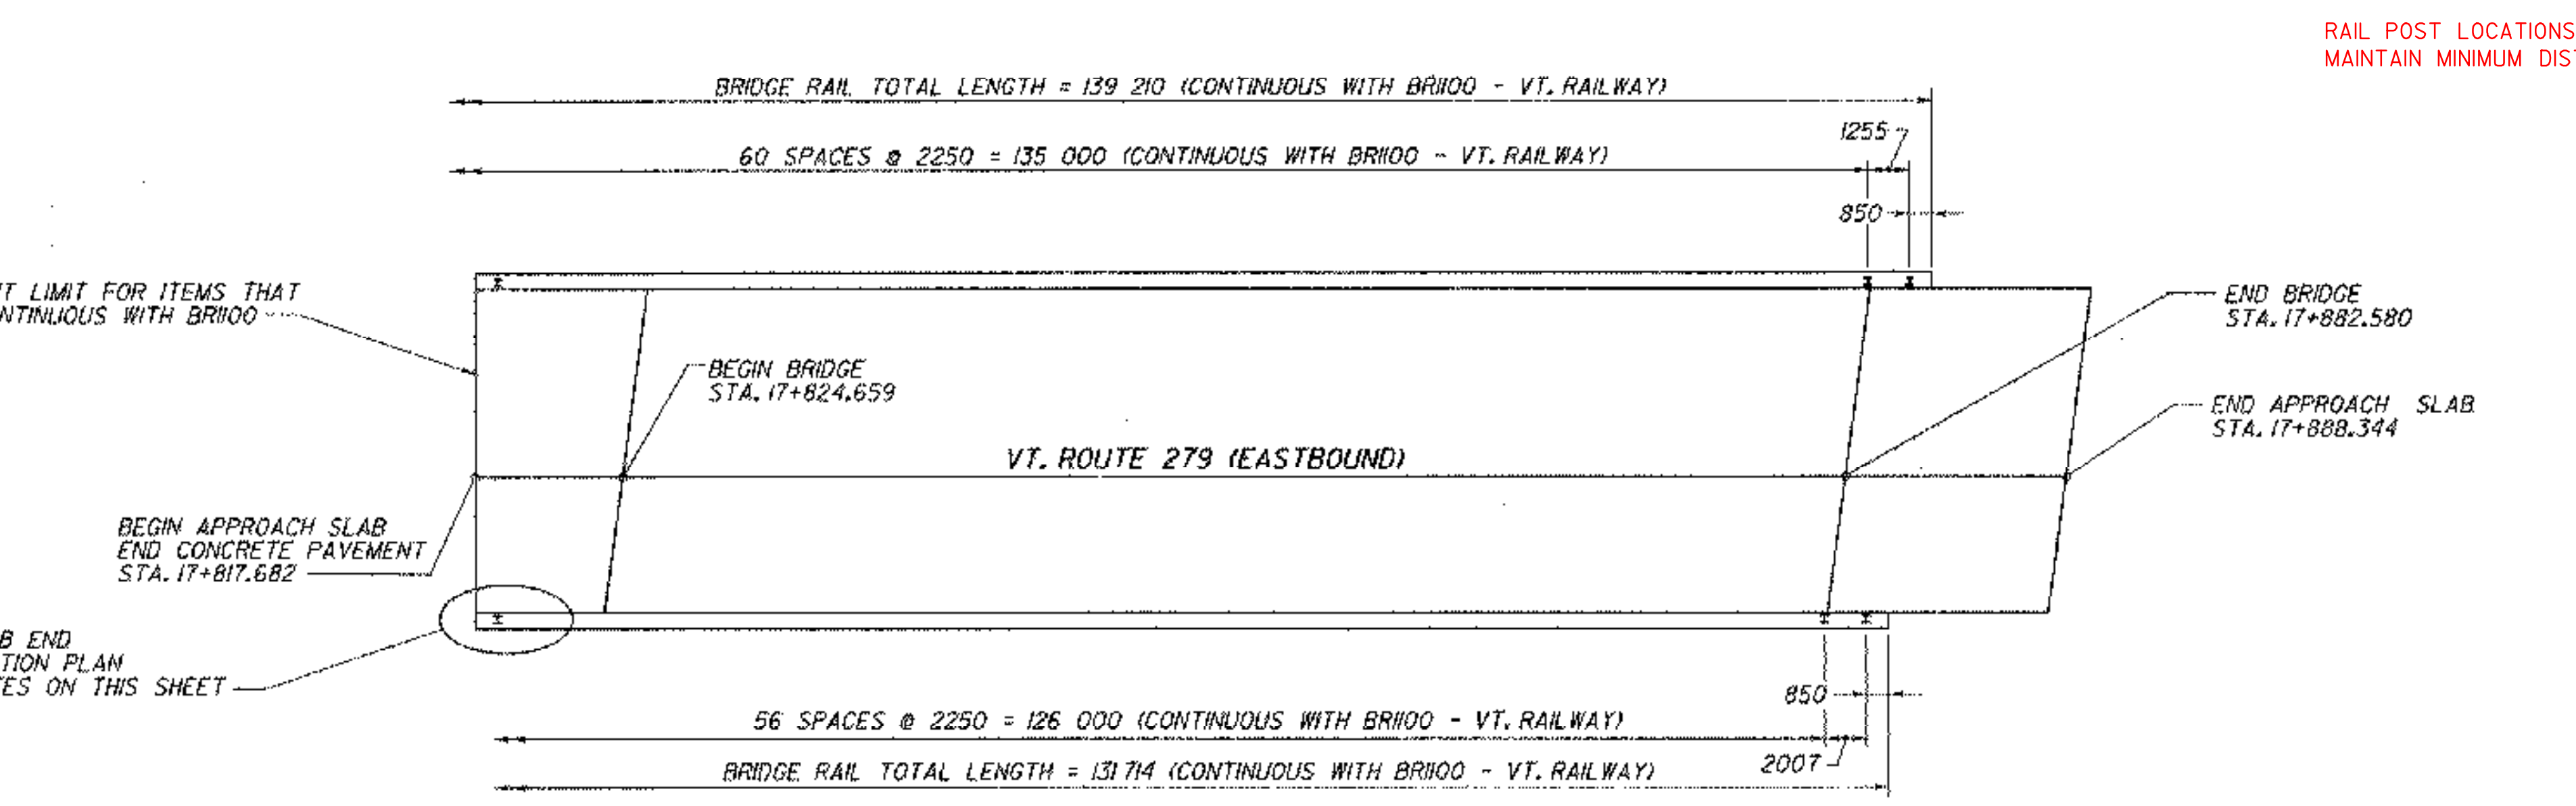 RAIL POST LOCATIONS
MAINTAIN MINIMUM DIS
BRIDGE RAIL TOTAL LENGTH = 139 210 (CONTINUOUS WITH BR1100 - VT. RAILWAY)
1255
60 SPACES @ 2250 = 135 000 (CONTINUOUS WITH BR1100 - VT. RAILWAY)
850
T LIMIT FOR ITEMS THAT
NTINUOUS WITH BR1100
END BRIDGE
STA. 17+882.580
BEGIN BRIDGE
STA. 17+824.659
END APPROACH SLAB
STA. 17+888.344
VT. ROUTE 279 (EASTBOUND)
BEGIN APPROACH SLAB
END CONCRETE PAVEMENT
STA. 17+817.682
B END
TION PLAN
ES ON THIS SHEET
850
56 SPACES @ 2250 = 126 000 (CONTINUOUS WITH BR1100 - VT. RAILWAY)
2007
BRIDGE RAIL TOTAL LENGTH = 131 714 (CONTINUOUS WITH BR1100 - VT. RAILWAY)